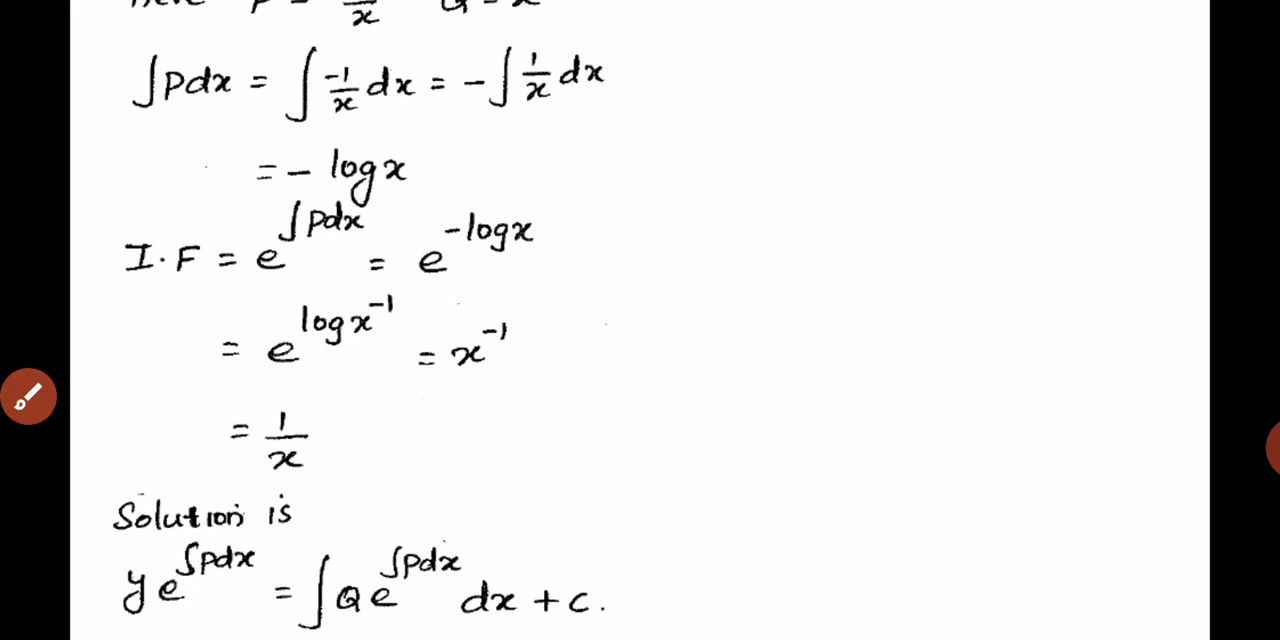 ∫Pdx = ∫ -1/x dx = - ∫ 1/x dx
= - log x
I.F = e^∫Pdx = e^-log x
= e^log x^-1 = x^-1
= 1/x
Solution is
y e^∫Pdx = ∫ Q e^∫Pdx dx + c.